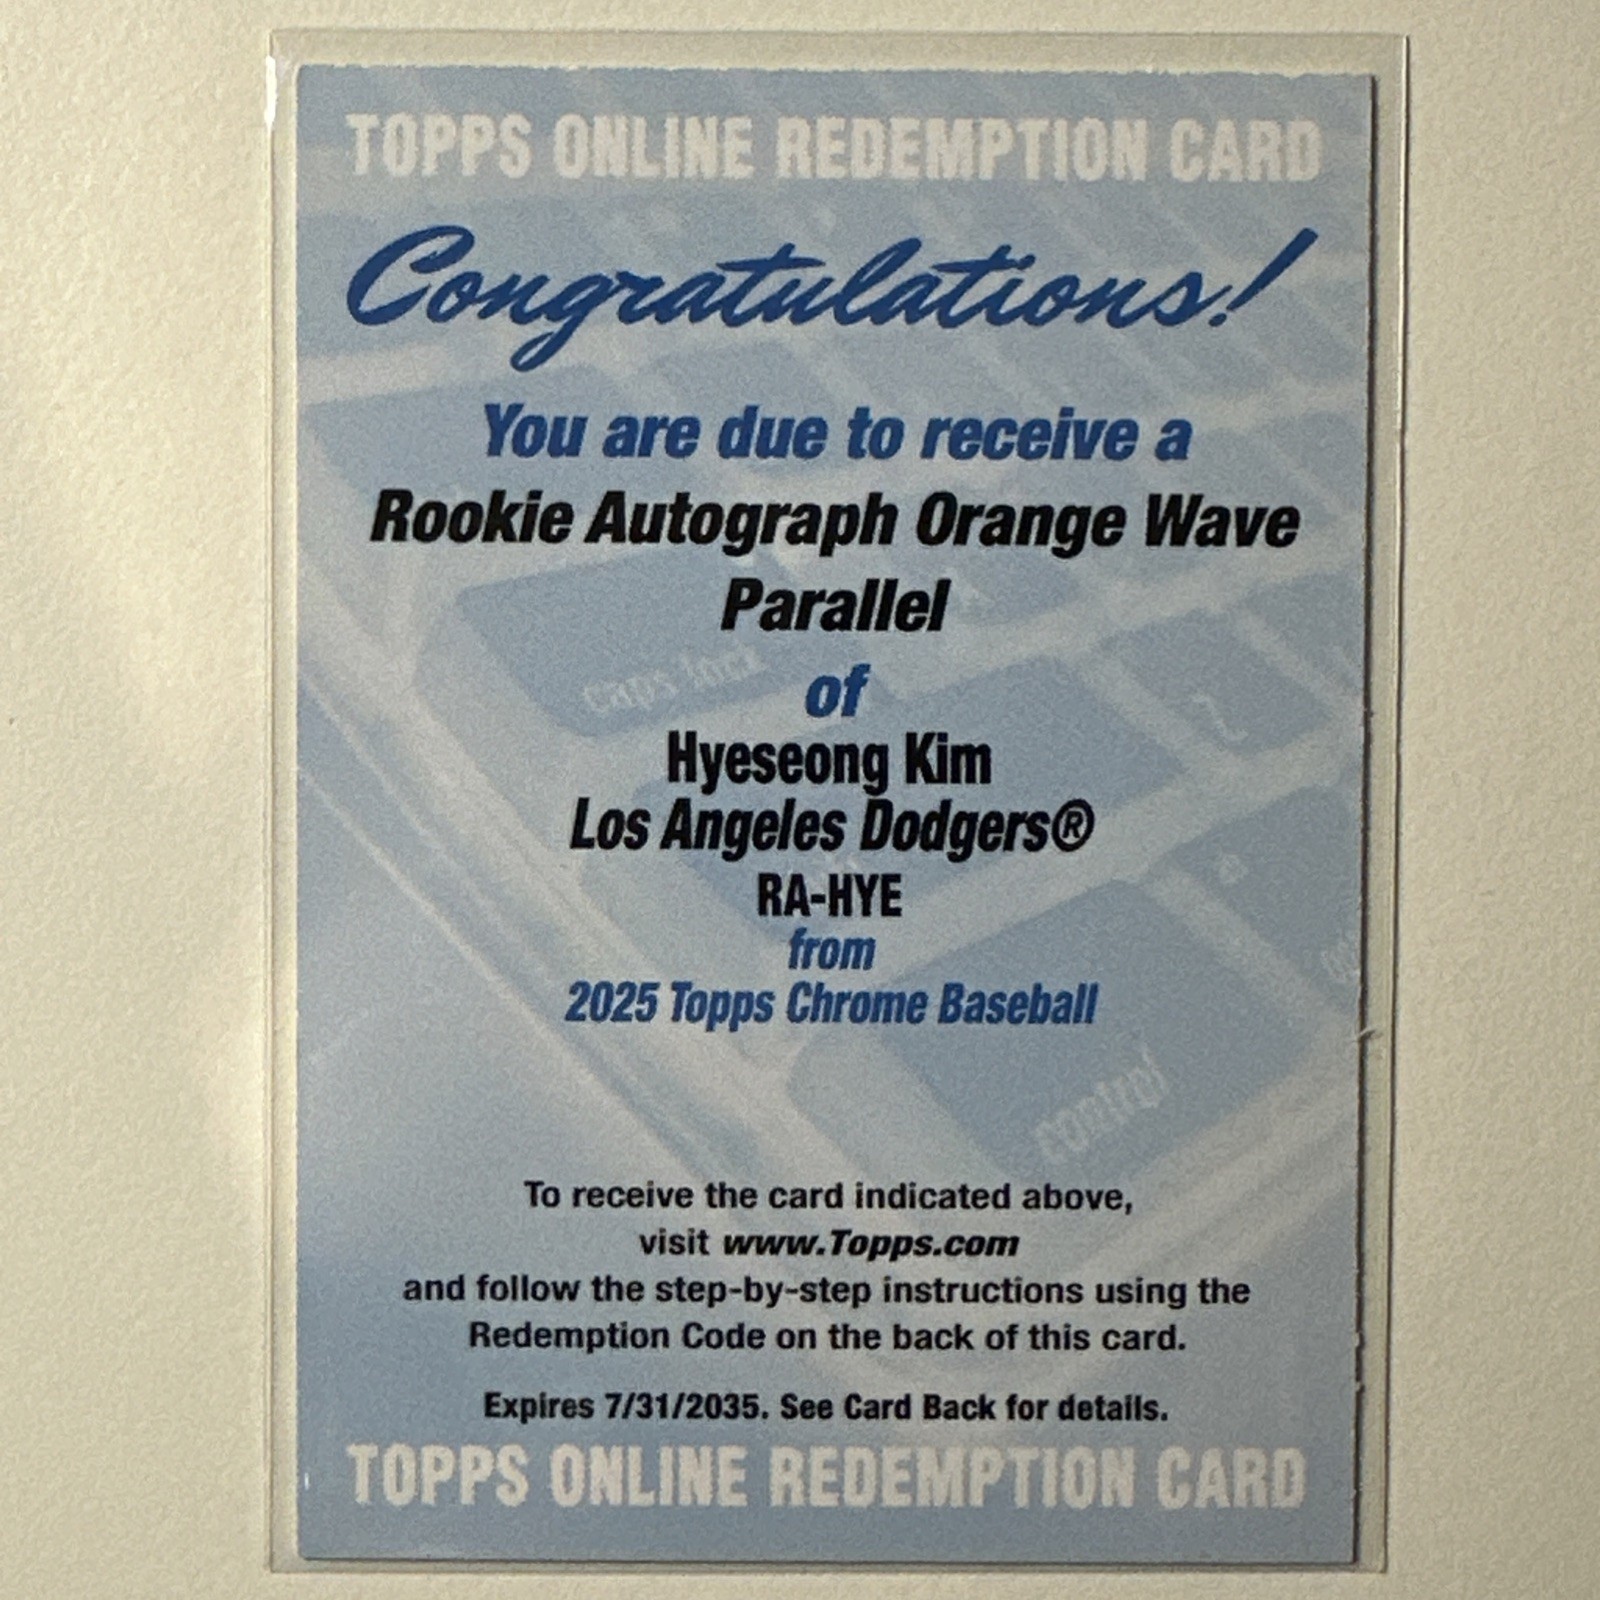 TOPPS ONLINE REDEMPTION CARD
Congratulations!
You are due to receive a
Rookie Autograph Orange Wave
Parallel
of
Hyeseong Kim
Los Angeles Dodgers®
RA-HYE
from
2025 Topps Chrome Baseball
caps lock
Z
control
To receive the card indicated above,
visit www.Topps.com
and follow the step-by-step instructions using the
Redemption Code on the back of this card.
Expires 7/31/2035. See Card Back for details.
TOPPS ONLINE REDEMPTION CARD